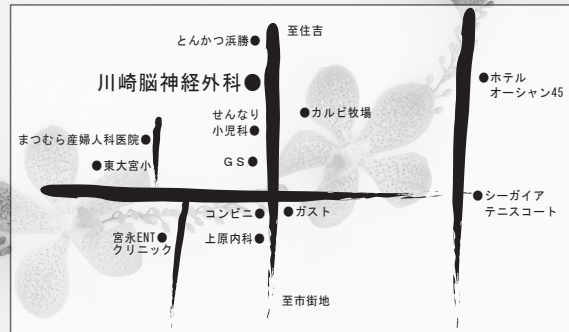 至住吉
とんかつ浜勝
川崎脳神経外科
ホテル
オーシャン45
せんなり
小児科
カルビ牧場
まつむら産婦人科医院
東大宮小
GS
シーガイア
テニスコート
コンビニ
ガスト
宮永ENT
クリニック
上原内科
至市街地